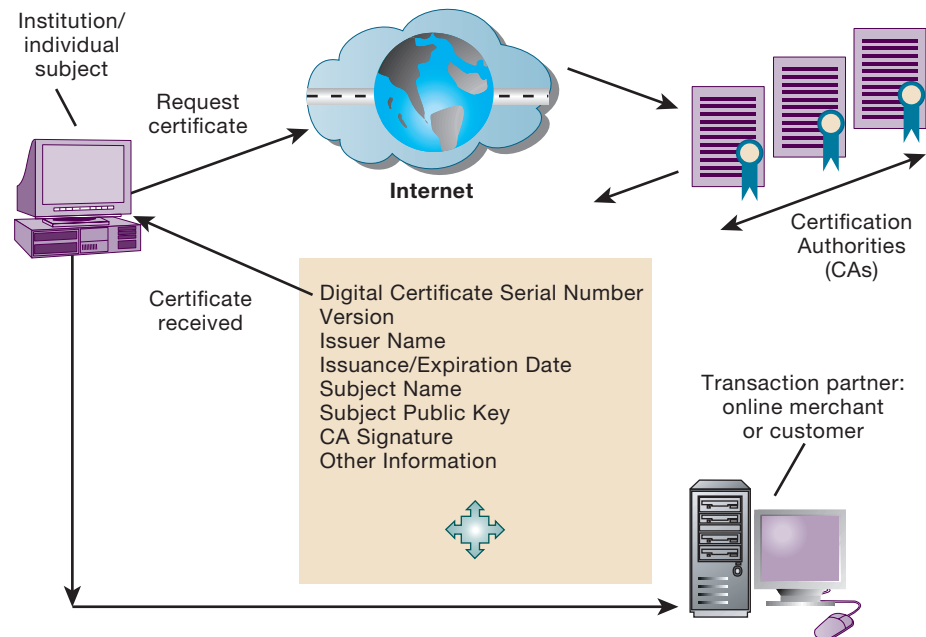 Institution/
individual
subject
Request
certificate
Internet
Certification
Authorities
(CAs)
Certificate
received
Digital Certificate Serial Number
Version
Issuer Name
Issuance/Expiration Date
Subject Name
Subject Public Key
CA Signature
Other Information
Transaction partner:
online merchant
or customer